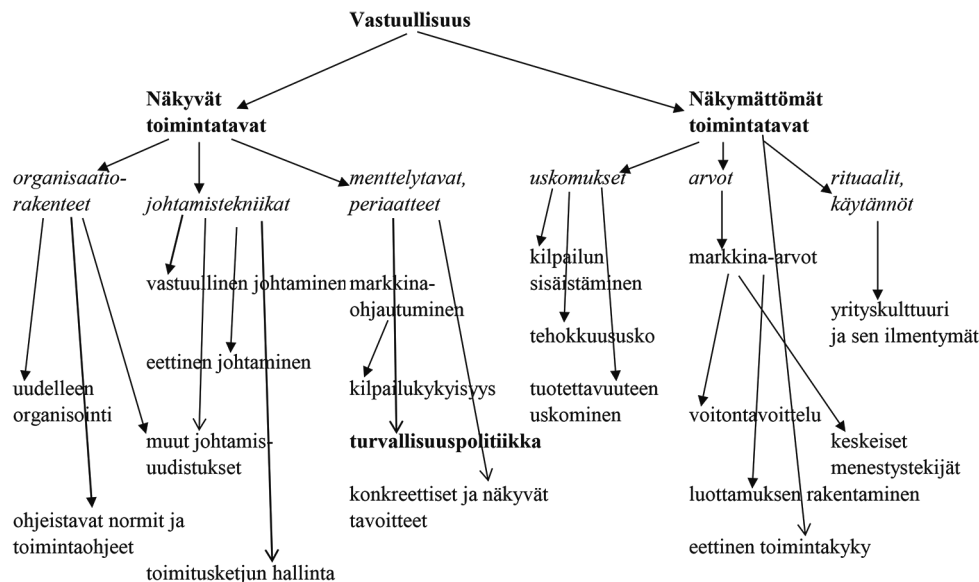 Vastuullisuus
Näkyvät
toimintatavat
Näkymättömät
toimintatavat
organisaatio-
rakenteet
johtamistekniikat
menttelytavat,
periaatteet
uskomukset
arvot
rituaalit,
käytännöt
kilpailun
sisäistäminen
markkina-arvot
vastuullinen johtaminen
markkina-
ohjautuminen
yrityskulttuuri
ja sen ilmentymät
tehokkuususko
eettinen johtaminen
uudelleen
organisointi
kilpailukykyisyys
tuotettavuuteen
uskominen
voitontavoittelu
muut johtamis-
uudistukset
turvallisuuspolitiikka
keskeiset
menestystekijät
konkreettiset ja näkyvät
tavoitteet
luottamuksen rakentaminen
ohjeistavat normit ja
toimintaohjeet
eettinen toimintakyky
toimitusketjun hallinta